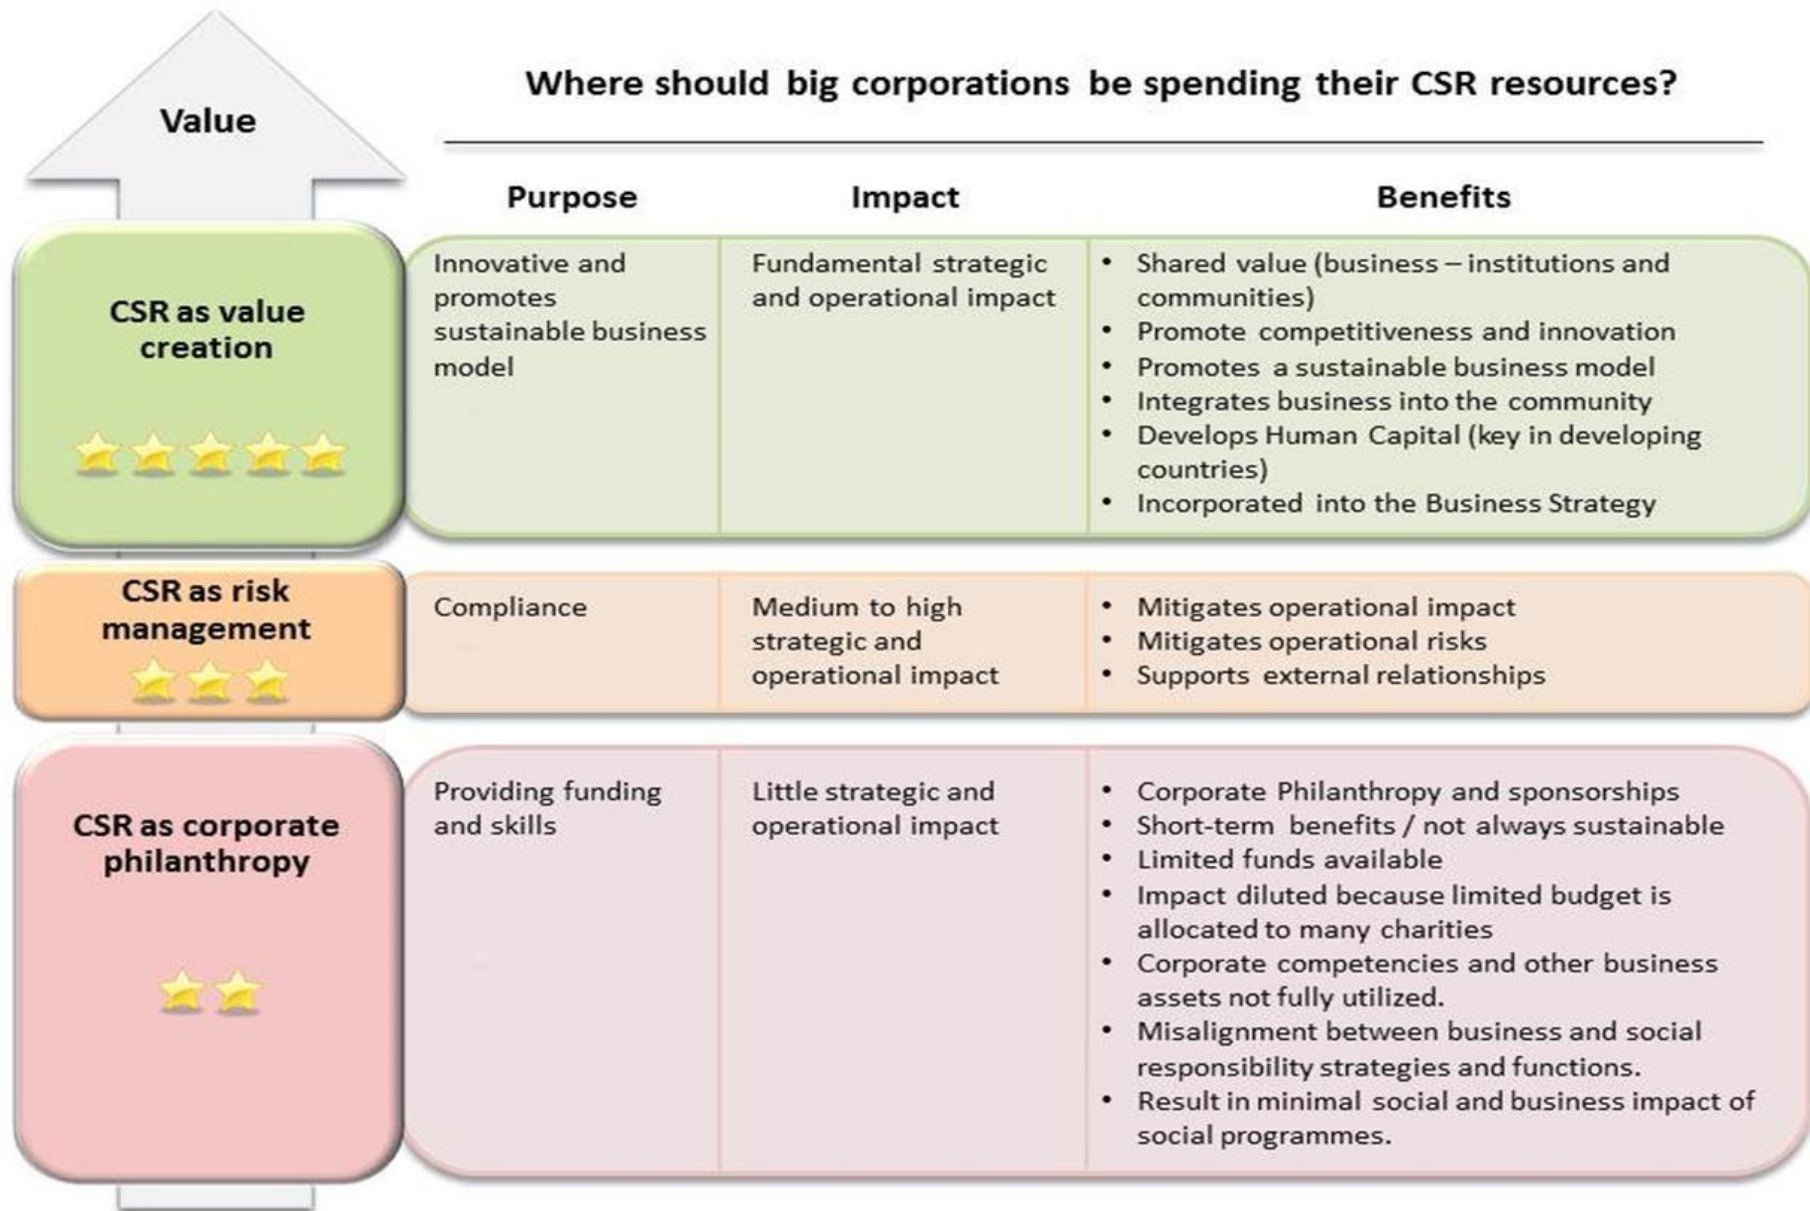 Value
Where should big corporations be spending their CSR resources?
Purpose
Impact
Benefits
CSR as value
creation
Innovative and
promotes
sustainable business
model
Fundamental strategic
and operational impact
• Shared value (business – institutions and
communities)
• Promote competitiveness and innovation
• Promotes a sustainable business model
• Integrates business into the community
• Develops Human Capital (key in developing
countries)
• Incorporated into the Business Strategy
CSR as risk
management
Compliance
Medium to high
strategic and
operational impact
• Mitigates operational impact
• Mitigates operational risks
• Supports external relationships
CSR as corporate
philanthropy
Providing funding
and skills
Little strategic and
operational impact
• Corporate Philanthropy and sponsorships
• Short-term benefits / not always sustainable
• Limited funds available
• Impact diluted because limited budget is
allocated to many charities
• Corporate competencies and other business
assets not fully utilized.
• Misalignment between business and social
responsibility strategies and functions.
• Result in minimal social and business impact of
social programmes.